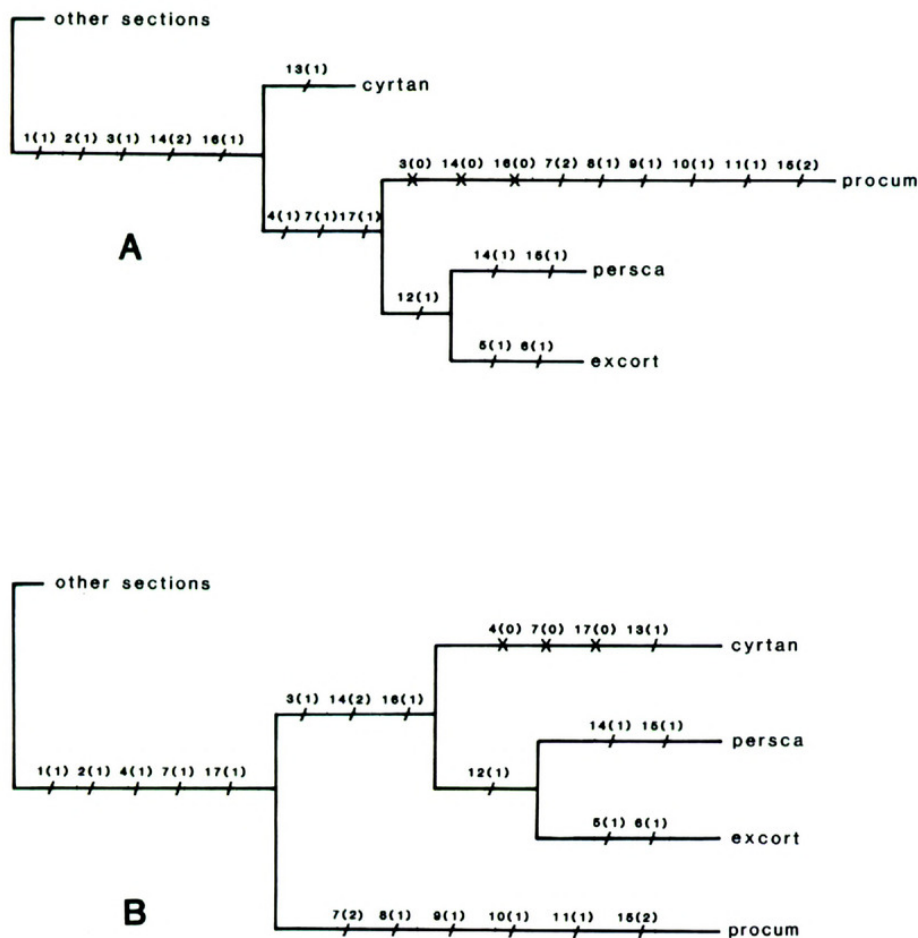 other sections
13(1)
cyrtan
1(1) 2(1) 3(1) 14(2) 16(1)
3(0) 14(0) 16(0) 7(2) 8(1) 9(1) 10(1) 11(1) 15(2)
procum
4(1) 7(1) 17(1)
A
14(1) 15(1)
persca
12(1)
5(1) 6(1)
excort
other sections
4(0) 7(0) 17(0) 13(1)
cyrtan
3(1) 14(2) 16(1)
14(1) 15(1)
persca
1(1) 2(1) 4(1) 7(1) 17(1)
12(1)
5(1) 6(1)
excort
B
7(2) 8(1) 9(1) 10(1) 11(1) 15(2)
procum